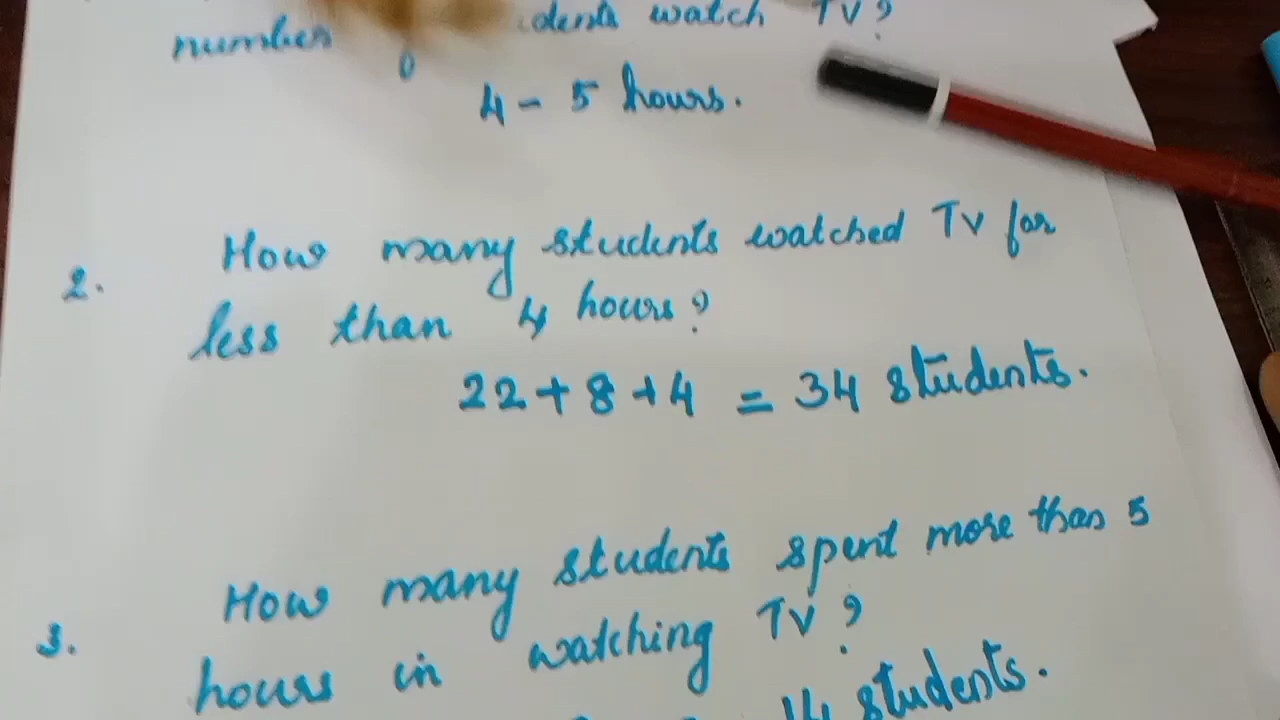 number watch TV?
4 - 5 hours.
2. How many students watched TV for
less than 4 hours?
22 + 8 + 4 = 34 students.
3. How many students spent more than 5
hours in watching TV?
14 students.